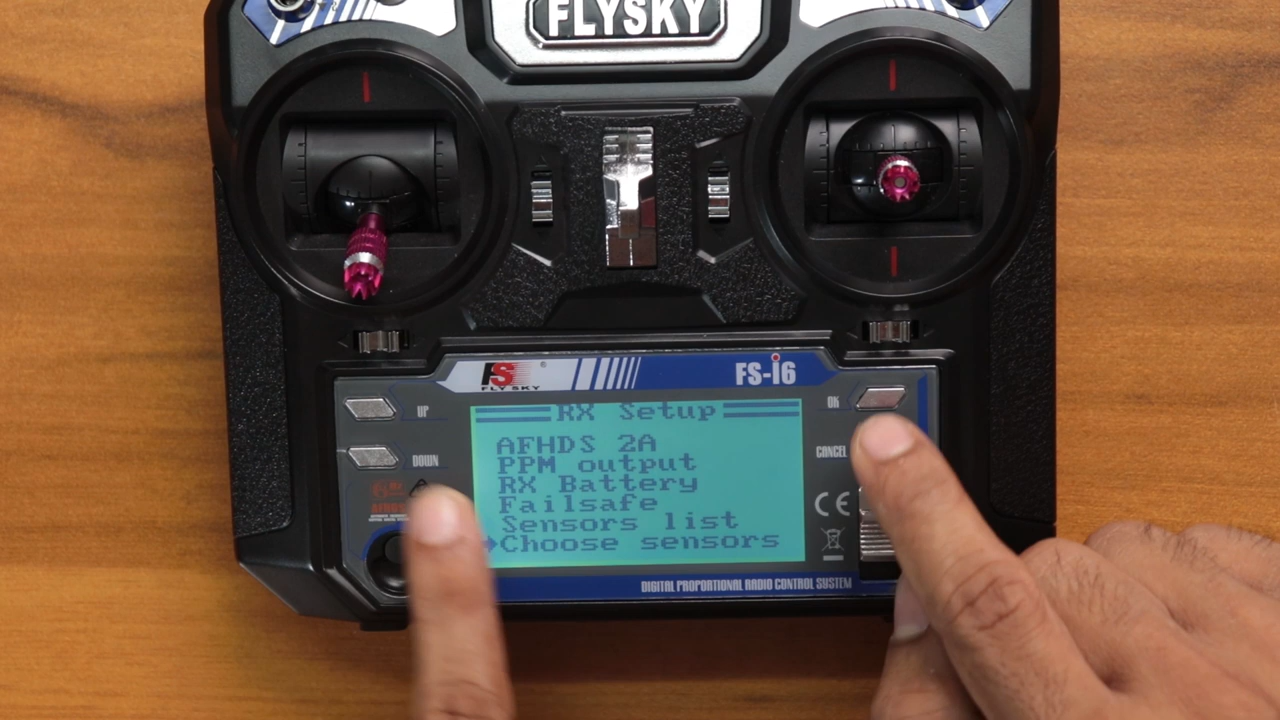 FLYSKY
FS
FLY SKY
FS-i6
UP
DOWN
OK
CANCEL
RX Setup
AFHDS 2A
PPM output
RX Battery
Failsafe
Sensors list
Choose sensors
CE
DIGITAL PROPORTIONAL RADIO CONTROL SYSTEM